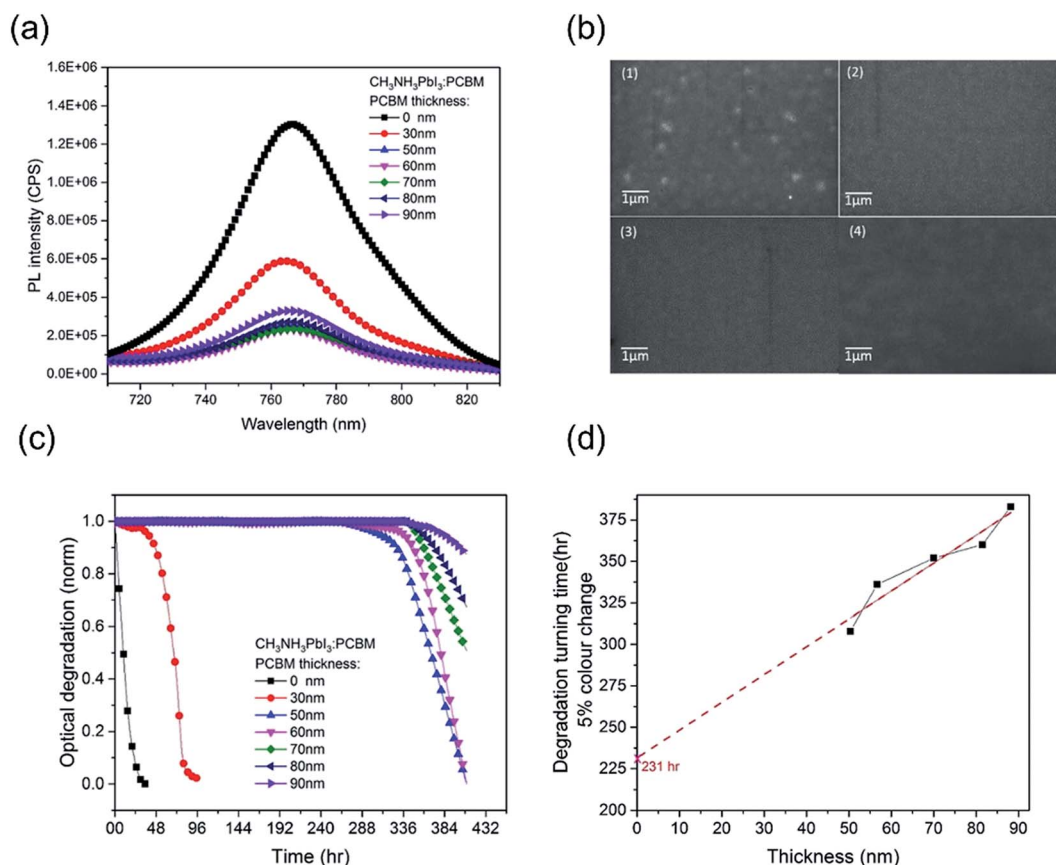 (a)
1.6E+06
1.4E+06
1.2E+06
1.0E+06
8.0E+05
6.0E+05
4.0E+05
2.0E+05
0.0E+00
PL intensity (CPS)
720 740 760 780 800 820
Wavelength (nm)
CH₃NH₃PbI₃:PCBM
PCBM thickness:
0 nm
30nm
50nm
60nm
70nm
80nm
90nm
(b)
(1)
1μm
(2)
1μm
(3)
1μm
(4)
1μm
(c)
1.0
0.8
0.6
0.4
0.2
0.0
Optical degradation (norm)
CH₃NH₃PbI₃:PCBM
PCBM thickness:
0 nm
30nm
50nm
60nm
70nm
80nm
90nm
00 48 96 144 192 240 288 336 384 432
Time (hr)
(d)
Degradation turning time(hr)
5% colour change
375
350
325
300
275
250
225
200
231 hr
0 10 20 30 40 50 60 70 80 90
Thickness (nm)